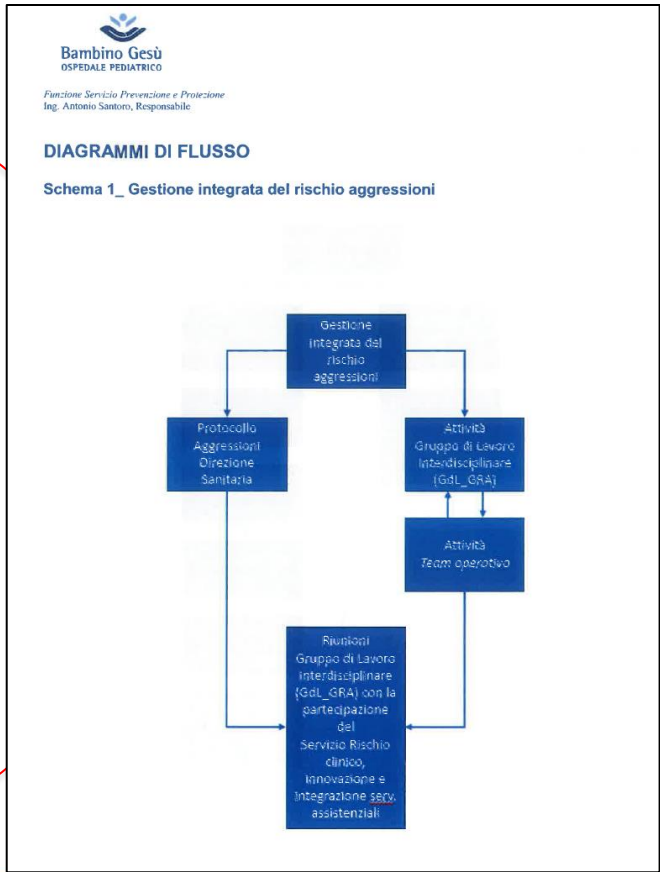 Bambino Gesù
OSPEDALE PEDIATRICO
Funzione Servizio Prevenzione e Protezione
Ing. Antonio Santoro, Responsabile
DIAGRAMMI DI FLUSSO
Schema 1_ Gestione integrata del rischio aggressioni
Gestione
integrata del
rischio
aggressioni
Protocollo
Aggressioni
Direzione
Sanitaria
Attività
Gruppo di Lavoro
Interdisciplinare
(GdL_GRA)
Attività
Team operativo
Riunioni
Gruppo di Lavoro
Interdisciplinare
(GdL_GRA) con la
partecipazione
del
Servizio Rischio
clinico,
innovazione e
Integrazione serv.
assistenziali